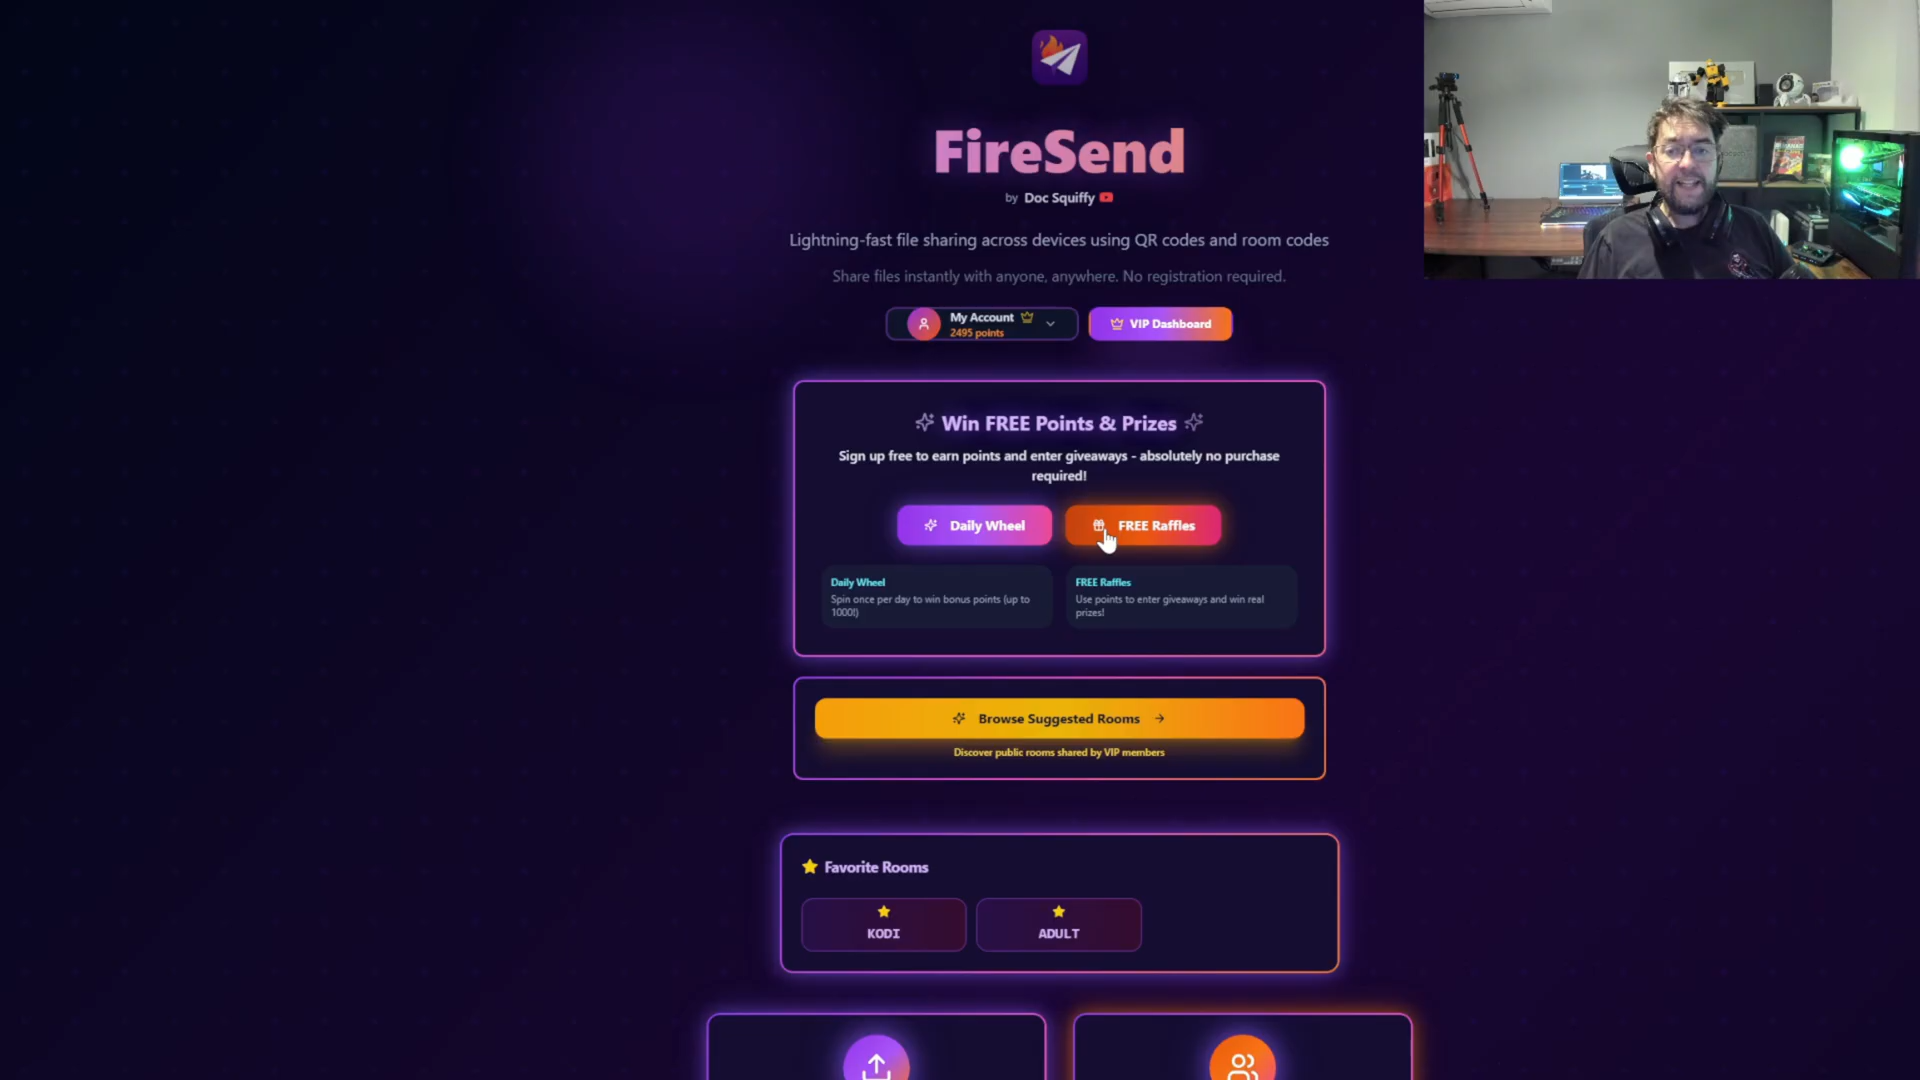 FireSend
by Doc Squiffy
Lightning-fast file sharing across devices using QR codes and room codes
Share files instantly with anyone, anywhere. No registration required.
My Account
2495 points
VIP Dashboard
Win FREE Points & Prizes
Sign up free to earn points and enter giveaways - absolutely no purchase
required!
Daily Wheel
FREE Raffles
Daily Wheel
Spin once per day to win bonus points (up to
1000!)
FREE Raffles
Use points to enter giveaways and win real
prizes!
Browse Suggested Rooms →
Discover public rooms shared by VIP members
Favorite Rooms
KODI
ADULT